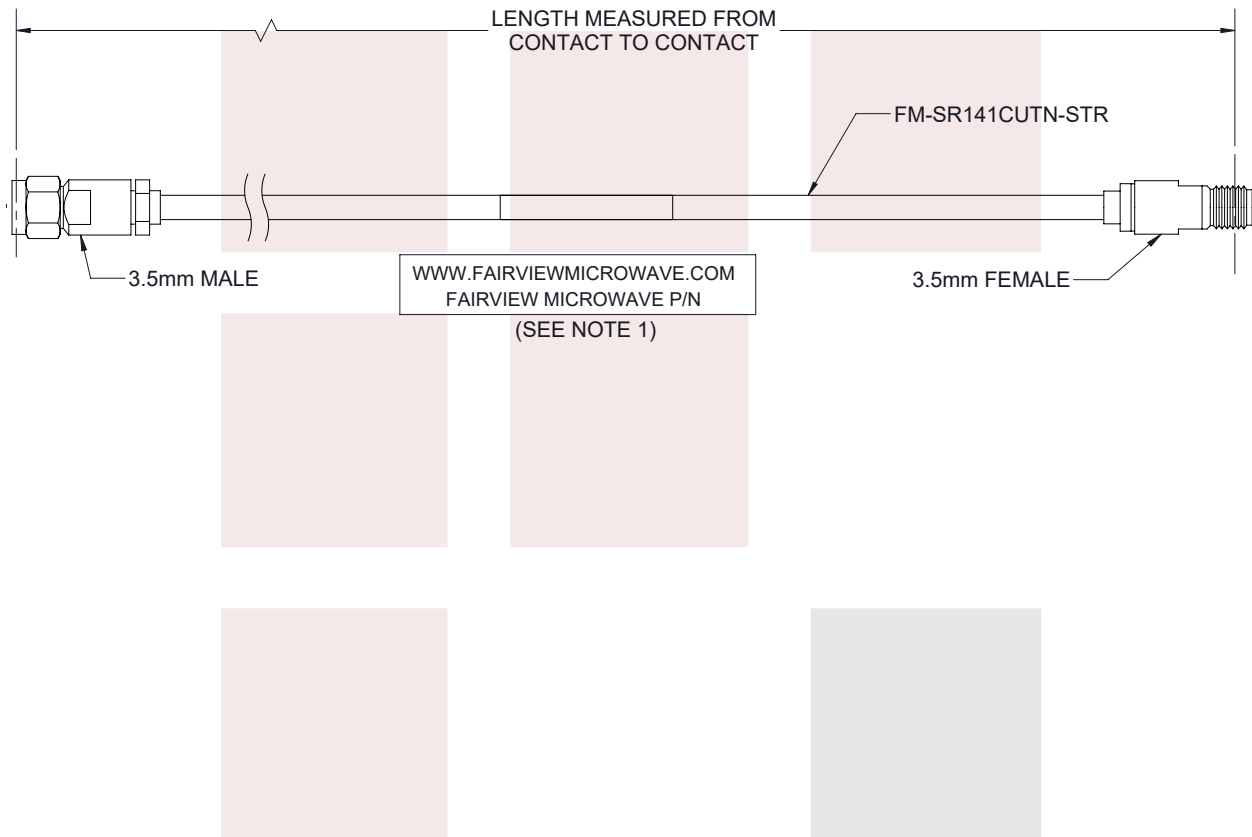 LENGTH MEASURED FROM
CONTACT TO CONTACT
FM-SR141CUTN-STR
3.5mm MALE
WWW.FAIRVIEWMICROWAVE.COM
FAIRVIEW MICROWAVE P/N
(SEE NOTE 1)
3.5mm FEMALE